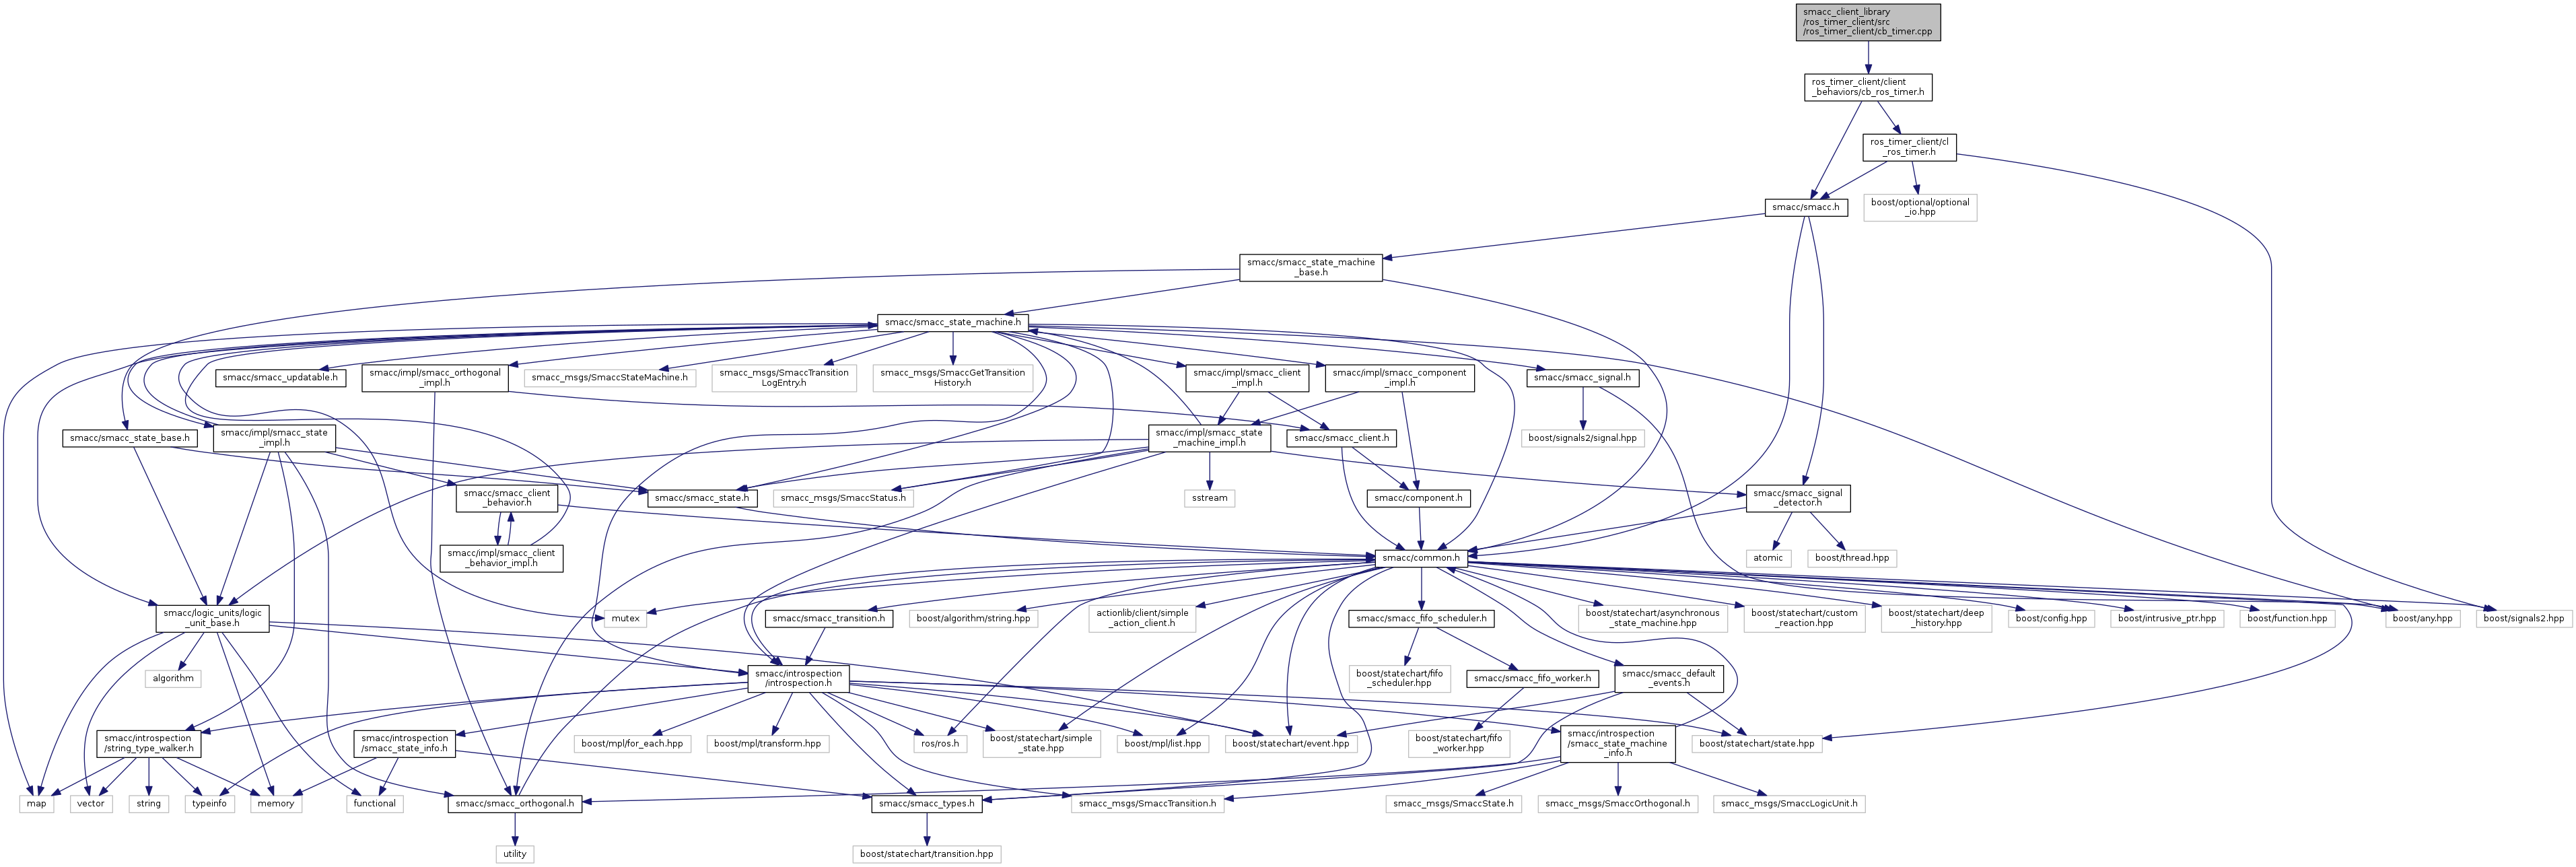 smacc_client_library
/ros_timer_client/src
/ros_timer_client/cb_timer.cpp
ros_timer_client/client
_behaviors/cb_ros_timer.h
ros_timer_client/cl
_ros_timer.h
smacc/smacc.h
boost/optional/optional
_io.hpp
smacc/smacc_state_machine
_base.h
smacc/smacc_state_machine.h
smacc/smacc_updatable.h
smacc/impl/smacc_orthogonal
_impl.h
smacc_msgs/SmaccStateMachine.h
smacc_msgs/SmaccTransition
LogEntry.h
smacc_msgs/SmaccGetTransition
History.h
smacc/impl/smacc_client
_impl.h
smacc/impl/smacc_component
_impl.h
smacc/smacc_signal.h
smacc/smacc_state_base.h
smacc/impl/smacc_state
_impl.h
smacc/impl/smacc_state
_machine_impl.h
smacc/smacc_client.h
boost/signals2/signal.hpp
smacc/smacc_client
_behavior.h
smacc/smacc_state.h
smacc_msgs/SmaccStatus.h
sstream
smacc/component.h
smacc/smacc_signal
_detector.h
smacc/impl/smacc_client
_behavior_impl.h
smacc/common.h
atomic
boost/thread.hpp
smacc/logic_units/logic
_unit_base.h
mutex
smacc/smacc_transition.h
boost/algorithm/string.hpp
actionlib/client/simple
_action_client.h
smacc/smacc_fifo_scheduler.h
boost/statechart/asynchronous
_state_machine.hpp
boost/statechart/custom
_reaction.hpp
boost/statechart/deep
_history.hpp
boost/config.hpp
boost/intrusive_ptr.hpp
boost/function.hpp
boost/any.hpp
boost/signals2.hpp
algorithm
smacc/introspection
/introspection.h
boost/statechart/fifo
_scheduler.hpp
smacc/smacc_fifo_worker.h
smacc/smacc_default
_events.h
smacc/introspection
/string_type_walker.h
smacc/introspection
/smacc_state_info.h
boost/mpl/for_each.hpp
boost/mpl/transform.hpp
ros/ros.h
boost/statechart/simple
_state.hpp
boost/mpl/list.hpp
boost/statechart/event.hpp
boost/statechart/fifo
_worker.hpp
smacc/introspection
/smacc_state_machine
_info.h
boost/statechart/state.hpp
map
vector
string
typeinfo
memory
functional
smacc/smacc_orthogonal.h
smacc/smacc_types.h
smacc_msgs/SmaccTransition.h
smacc_msgs/SmaccState.h
smacc_msgs/SmaccOrthogonal.h
smacc_msgs/SmaccLogicUnit.h
utility
boost/statechart/transition.hpp